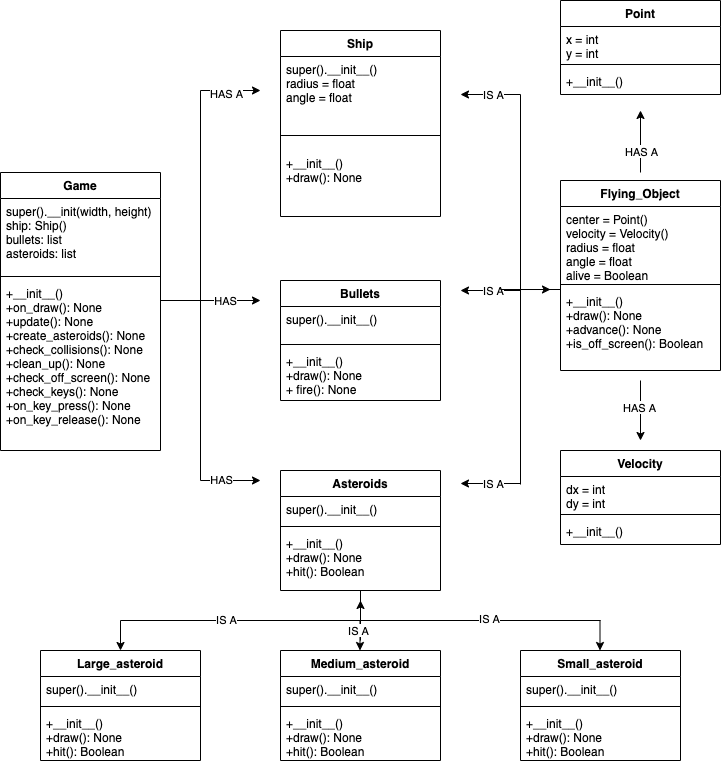 Point
x = int
y = int
+__init__()
Ship
super().__init__()
radius = float
angle = float
+__init__()
+draw(): None
HAS A
IS A
HAS A
Game
super().__init(width, height)
ship: Ship()
bullets: list
asteroids: list
+__init__()
+on_draw(): None
+update(): None
+create_asteroids(): None
+check_collisions(): None
+clean_up(): None
+check_off_screen(): None
+check_keys(): None
+on_key_press(): None
+on_key_release(): None
Flying_Object
center = Point()
velocity = Velocity()
radius = float
angle = float
alive = Boolean
+__init__()
+draw(): None
+advance(): None
+is_off_screen(): Boolean
HAS
Bullets
super().__init__()
+__init__()
+draw(): None
+ fire(): None
IS A
HAS A
HAS
Asteroids
super().__init__()
+__init__()
+draw(): None
+hit(): Boolean
IS A
Velocity
dx = int
dy = int
+__init__()
IS A
IS A
IS A
Large_asteroid
super().__init__()
+__init__()
+draw(): None
+hit(): Boolean
Medium_asteroid
super().__init__()
+__init__()
+draw(): None
+hit(): Boolean
Small_asteroid
super().__init__()
+__init__()
+draw(): None
+hit(): Boolean